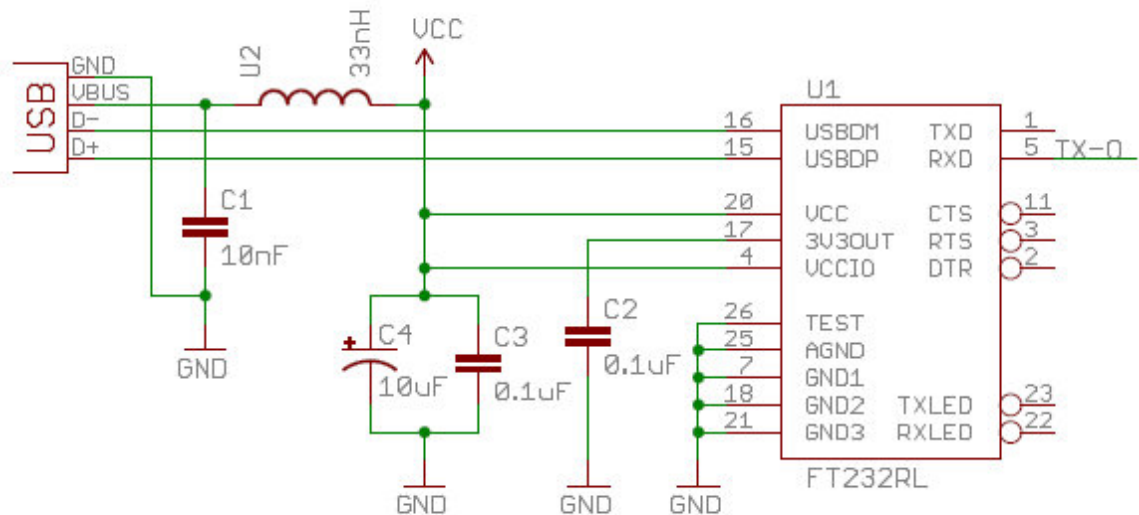 USB
GND
VBUS
D-
D+
U2
33nH
VCC
C1
10nF
GND
C4
10uF
C3
0.1uF
GND
C2
0.1uF
GND
GND
U1
16 USBDM TXD 1
15 USBDP RXD 5 TX-0
20 VCC CTS 11
17 3V3OUT RTS 3
4 VCCIO DTR 2
26 TEST
25 AGND
7 GND1
18 GND2 TXLED 23
21 GND3 RXLED 22
FT232RL